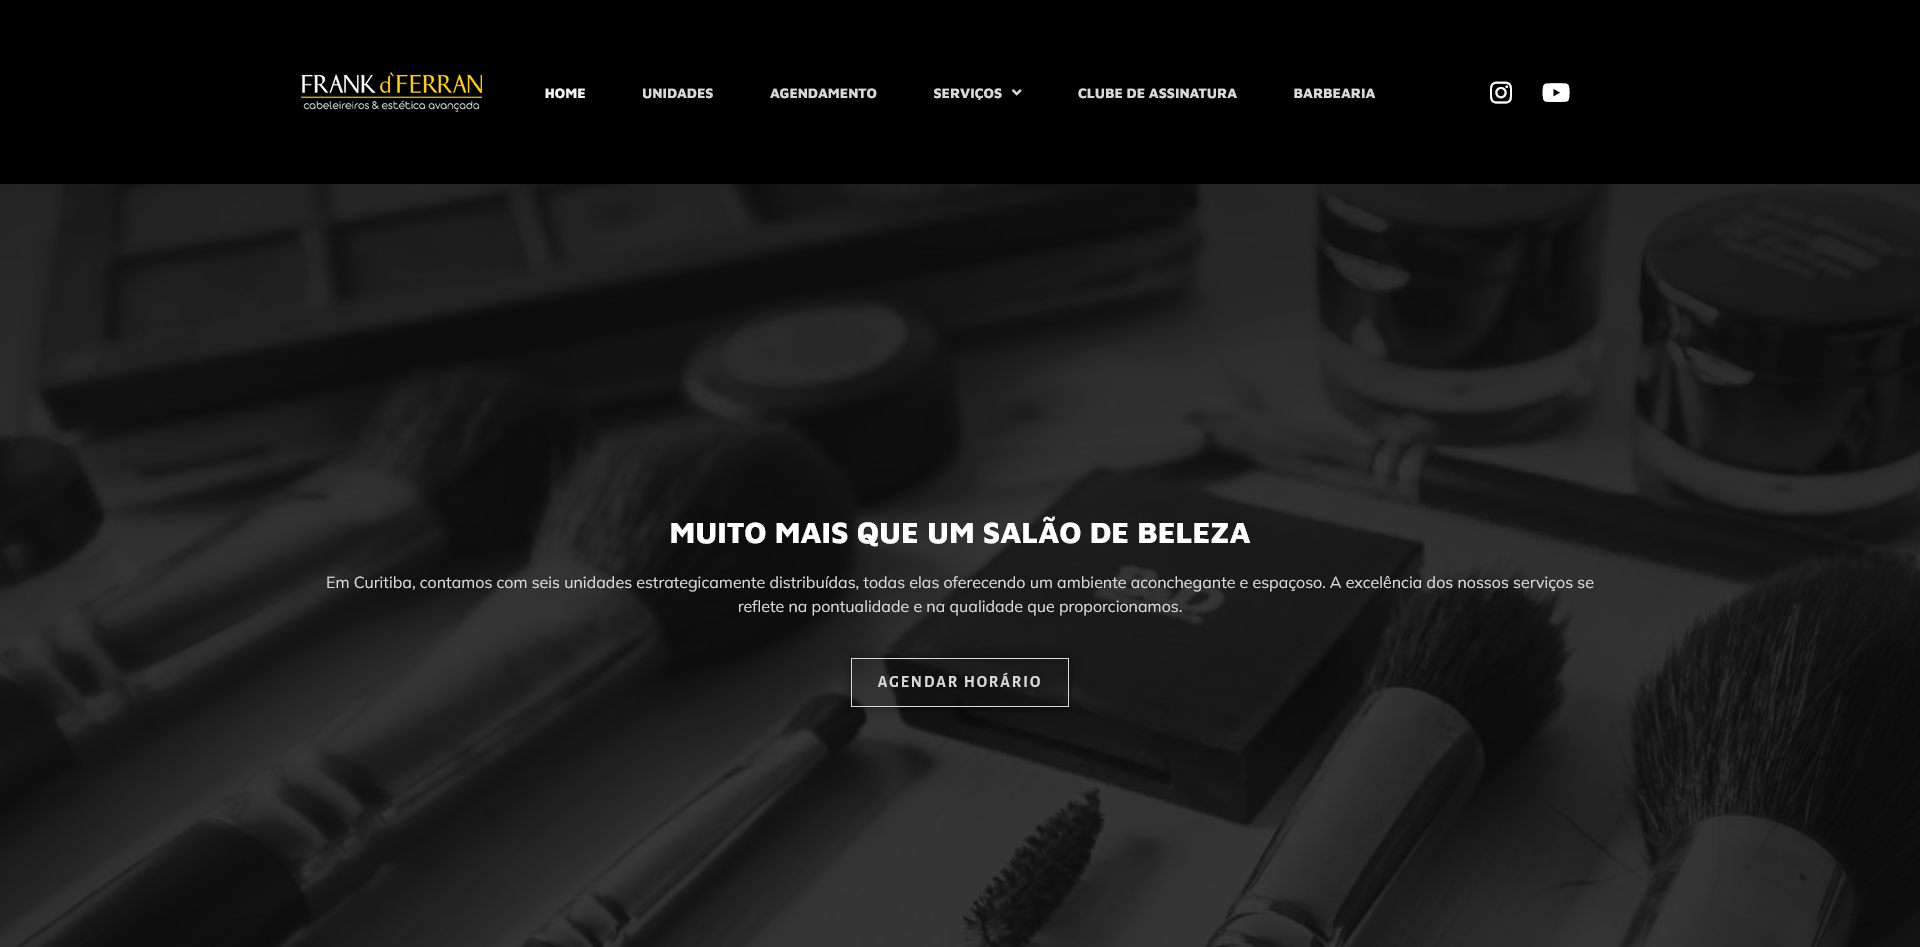 FRANK d'FERRAN
cabeleireiros & estética avançada
HOME
UNIDADES
AGENDAMENTO
SERVIÇOS
CLUBE DE ASSINATURA
BARBEARIA
MUITO MAIS QUE UM SALÃO DE BELEZA
Em Curitiba, contamos com seis unidades estrategicamente distribuídas, todas elas oferecendo um ambiente aconchegante e espaçoso. A excelência dos nossos serviços se
reflete na pontualidade e na qualidade que proporcionamos.
AGENDAR HORÁRIO